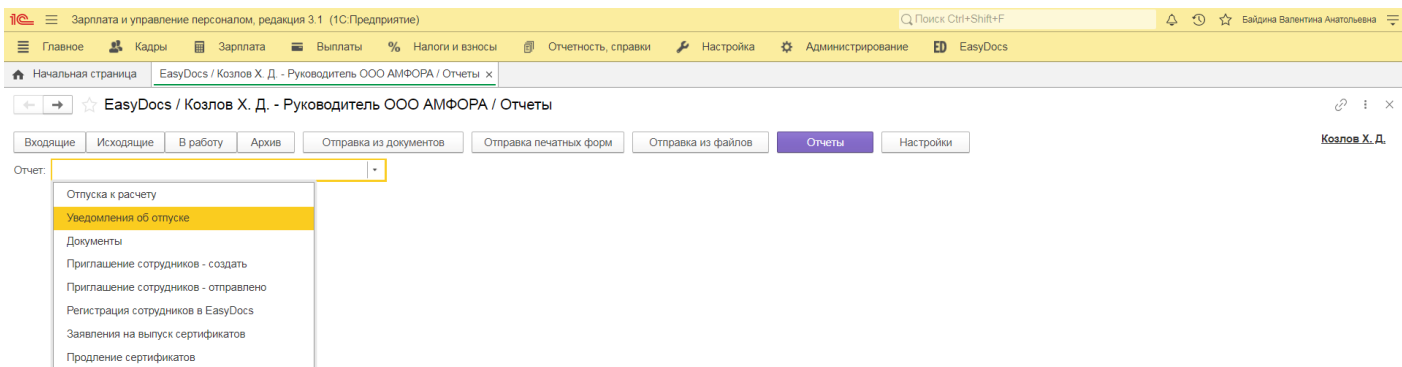 1С Зарплата и управление персоналом, редакция 3.1 (1С:Предприятие) Поиск Ctrl+Shift+F Байдина Валентина Анатольевна
Главное Кадры Зарплата Выплаты % Налоги и взносы Отчетность, справки Настройка Администрирование ED EasyDocs
Начальная страница EasyDocs / Козлов Х. Д. - Руководитель ООО АМФОРА / Отчеты ×
EasyDocs / Козлов Х. Д. - Руководитель ООО АМФОРА / Отчеты
Входящие Исходящие В работу Архив Отправка из документов Отправка печатных форм Отправка из файлов Отчеты Настройки Козлов Х. Д.
Отчет:
Отпуска к расчету
Уведомления об отпуске
Документы
Приглашение сотрудников - создать
Приглашение сотрудников - отправлено
Регистрация сотрудников в EasyDocs
Заявления на выпуск сертификатов
Продление сертификатов